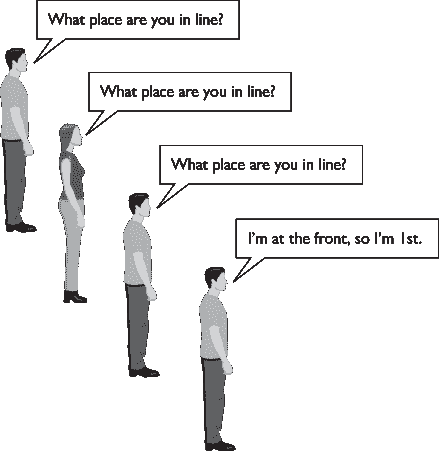 What place are you in line?
What place are you in line?
What place are you in line?
I'm at the front, so I'm 1st.